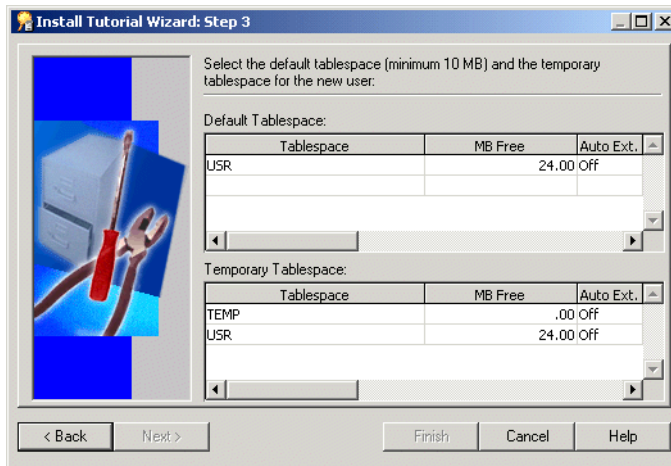 Install Tutorial Wizard: Step 3
Select the default tablespace (minimum 10 MB) and the temporary
tablespace for the new user:
Default Tablespace:
Tablespace MB Free Auto Ext.
USR 24.00 Off
Temporary Tablespace:
Tablespace MB Free Auto Ext.
TEMP .00 Off
USR 24.00 Off
< Back Next > Finish Cancel Help